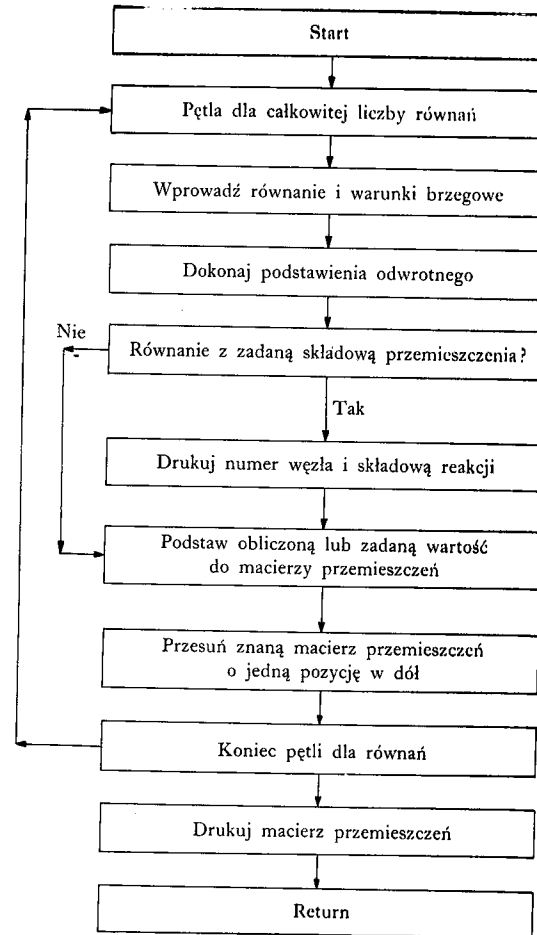 Start
Pętla dla całkowitej liczby równań
Wprowadź równanie i warunki brzegowe
Dokonaj podstawienia odwrotnego
Nie
Równanie z zadaną składową przemieszczenia?
Tak
Drukuj numer węzła i składową reakcji
Podstaw obliczoną lub zadaną wartość
do macierzy przemieszczeń
Przesuń znaną macierz przemieszczeń
o jedną pozycję w dół
Koniec pętli dla równań
Drukuj macierz przemieszczeń
Return